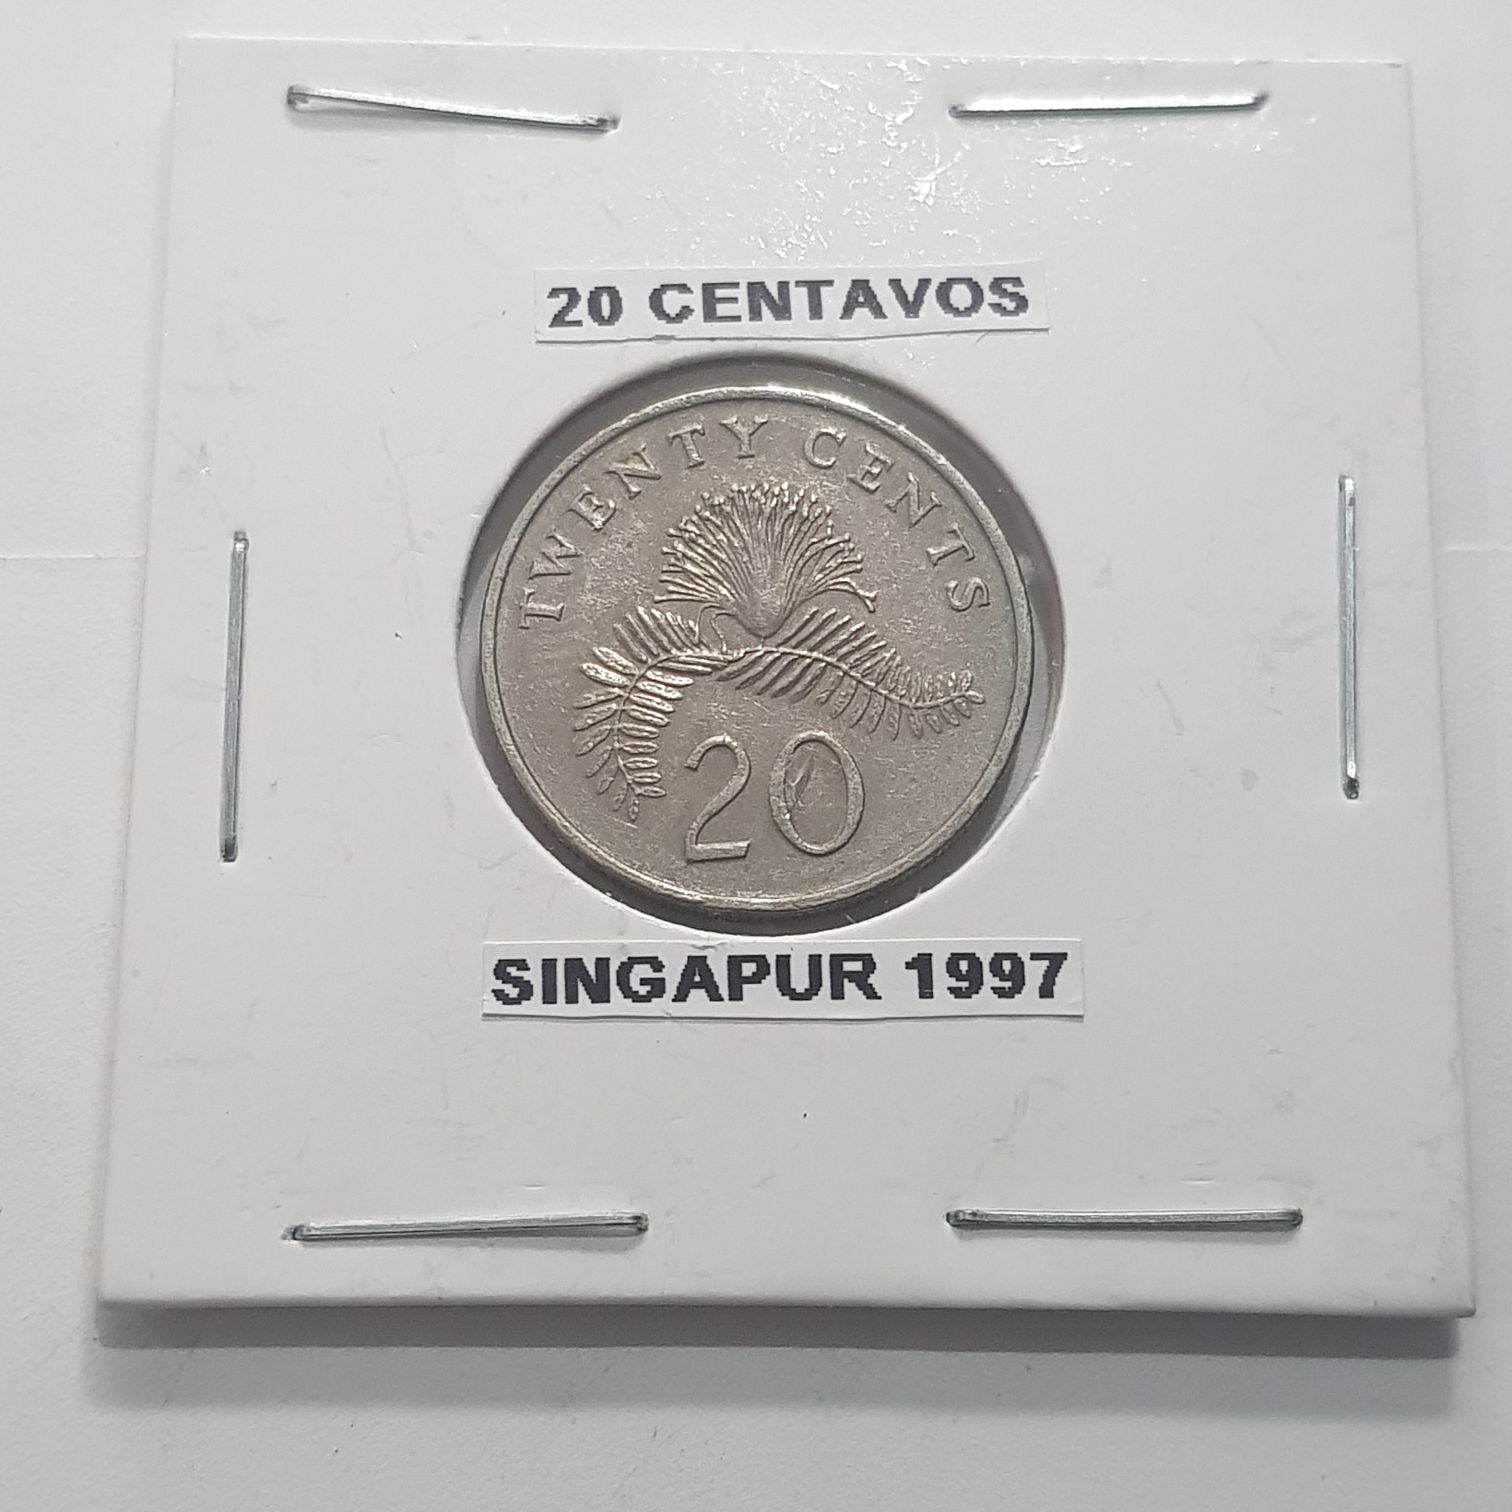 20 CENTAVOS
TWENTY CENTS
20
SINGAPUR 1997